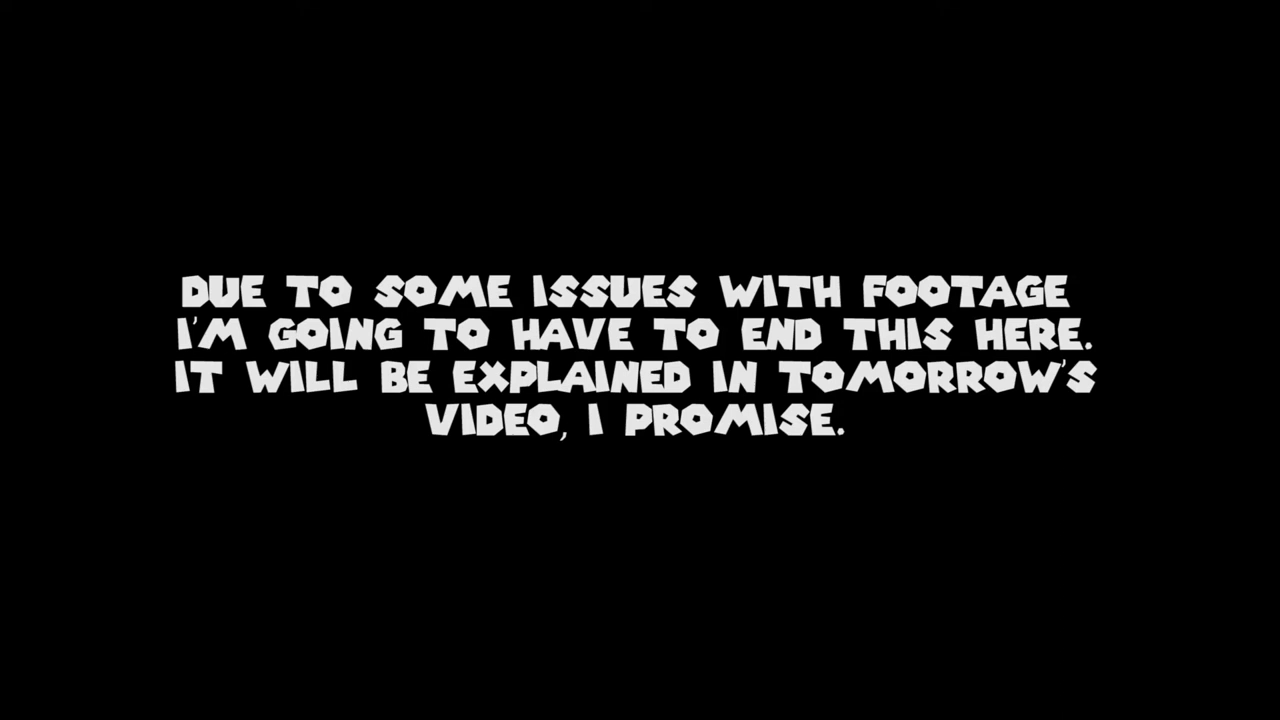 DUE TO SOME ISSUES WITH FOOTAGE
I'M GOING TO HAVE TO END THIS HERE.
IT WILL BE EXPLAINED IN TOMORROW'S
VIDEO, I PROMISE.